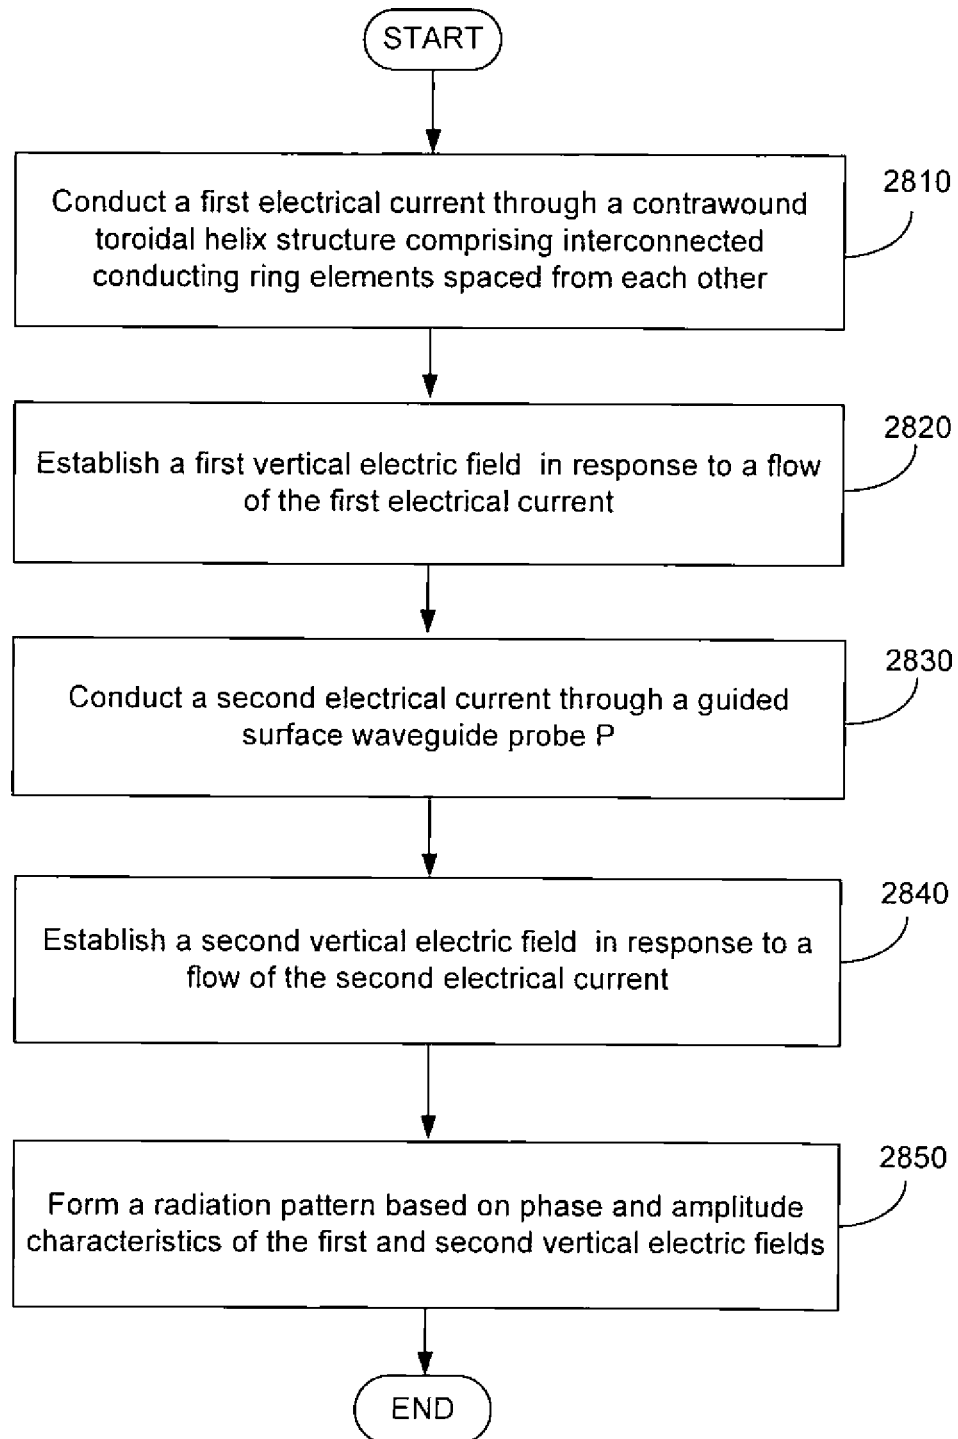 START
Conduct a first electrical current through a contrawound
toroidal helix structure comprising interconnected
conducting ring elements spaced from each other
2810
Establish a first vertical electric field in response to a flow
of the first electrical current
2820
Conduct a second electrical current through a guided
surface waveguide probe P
2830
Establish a second vertical electric field in response to a
flow of the second electrical current
2840
Form a radiation pattern based on phase and amplitude
characteristics of the first and second vertical electric fields
2850
END